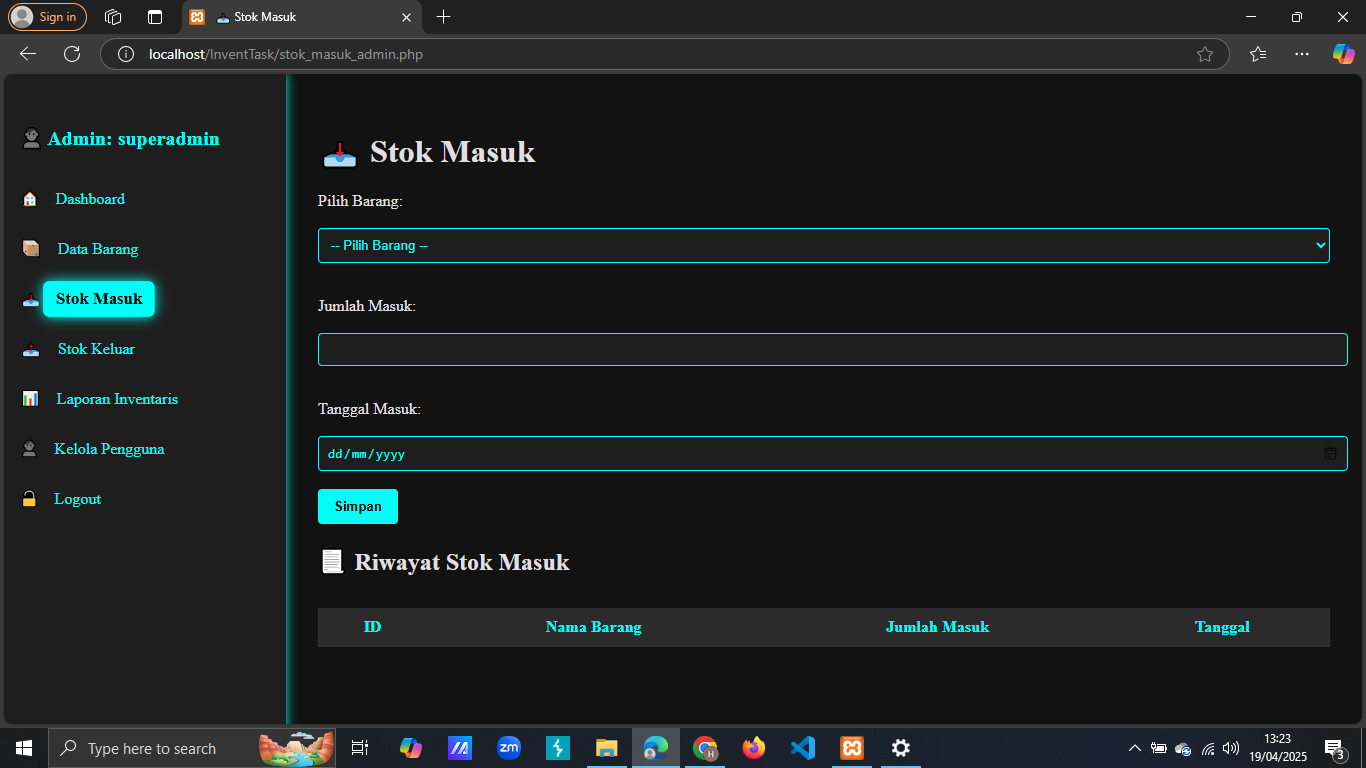 Sign in
Stok Masuk
localhost/InventTask/stok_masuk_admin.php
Admin: superadmin
Dashboard
Data Barang
Stok Masuk
Stok Keluar
Laporan Inventaris
Kelola Pengguna
Logout
Stok Masuk
Pilih Barang:
-- Pilih Barang --
Jumlah Masuk:
Tanggal Masuk:
dd/mm/yyyy
Simpan
Riwayat Stok Masuk
ID Nama Barang Jumlah Masuk Tanggal
Type here to search
zm
H
13:23
19/04/2025
3